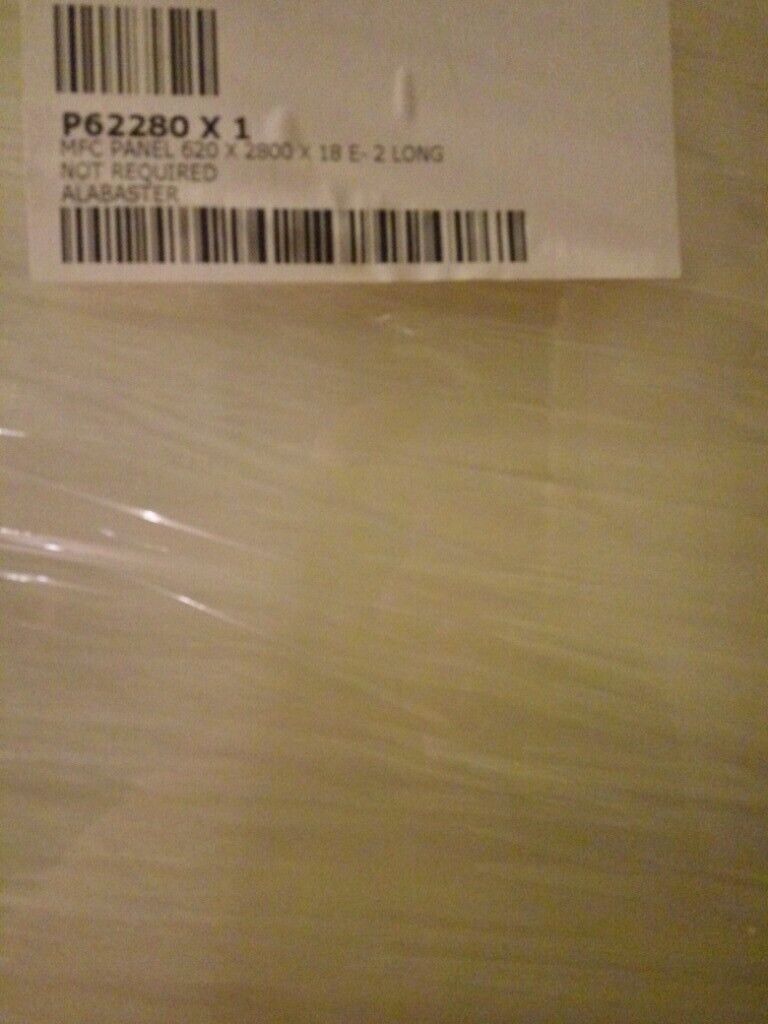 P62280 X 1
MFC PANEL 620 X 2800 X 18 E- 2 LONG
NOT REQUIRED
ALABASTER